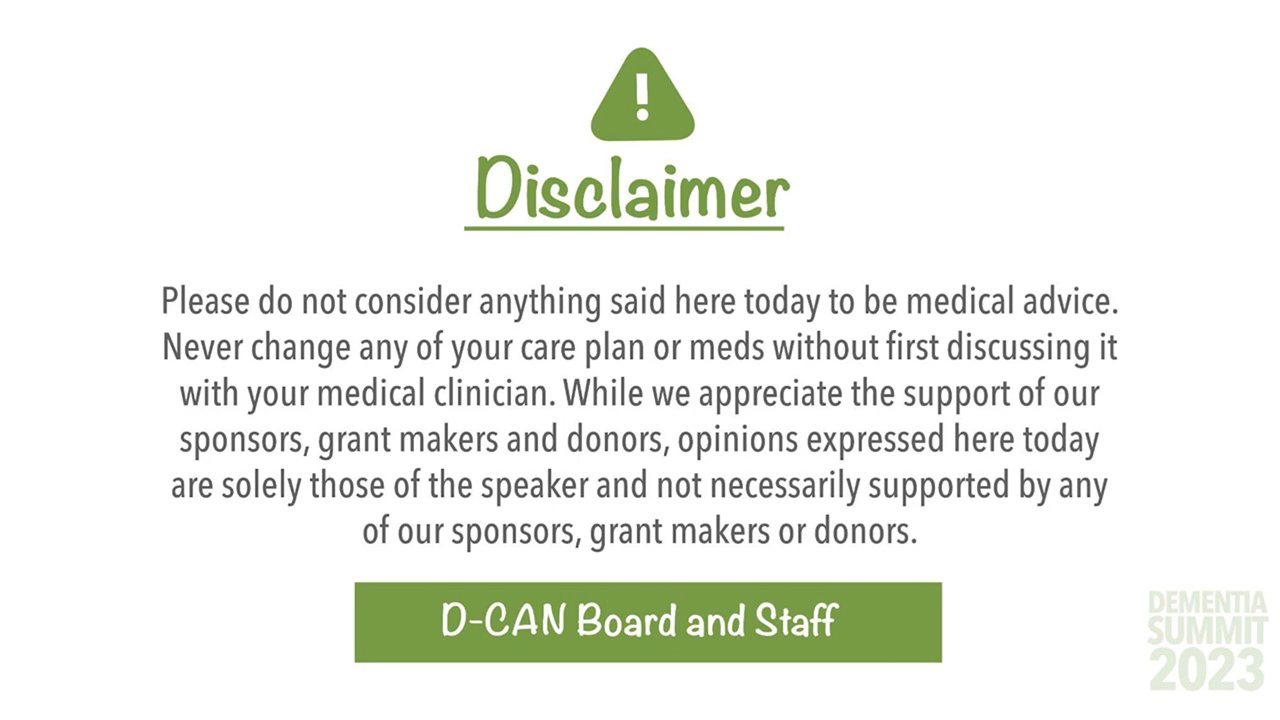 !
Disclaimer
Please do not consider anything said here today to be medical advice.
Never change any of your care plan or meds without first discussing it
with your medical clinician. While we appreciate the support of our
sponsors, grant makers and donors, opinions expressed here today
are solely those of the speaker and not necessarily supported by any
of our sponsors, grant makers or donors.
D-CAN Board and Staff
DEMENTIA
SUMMIT
2023